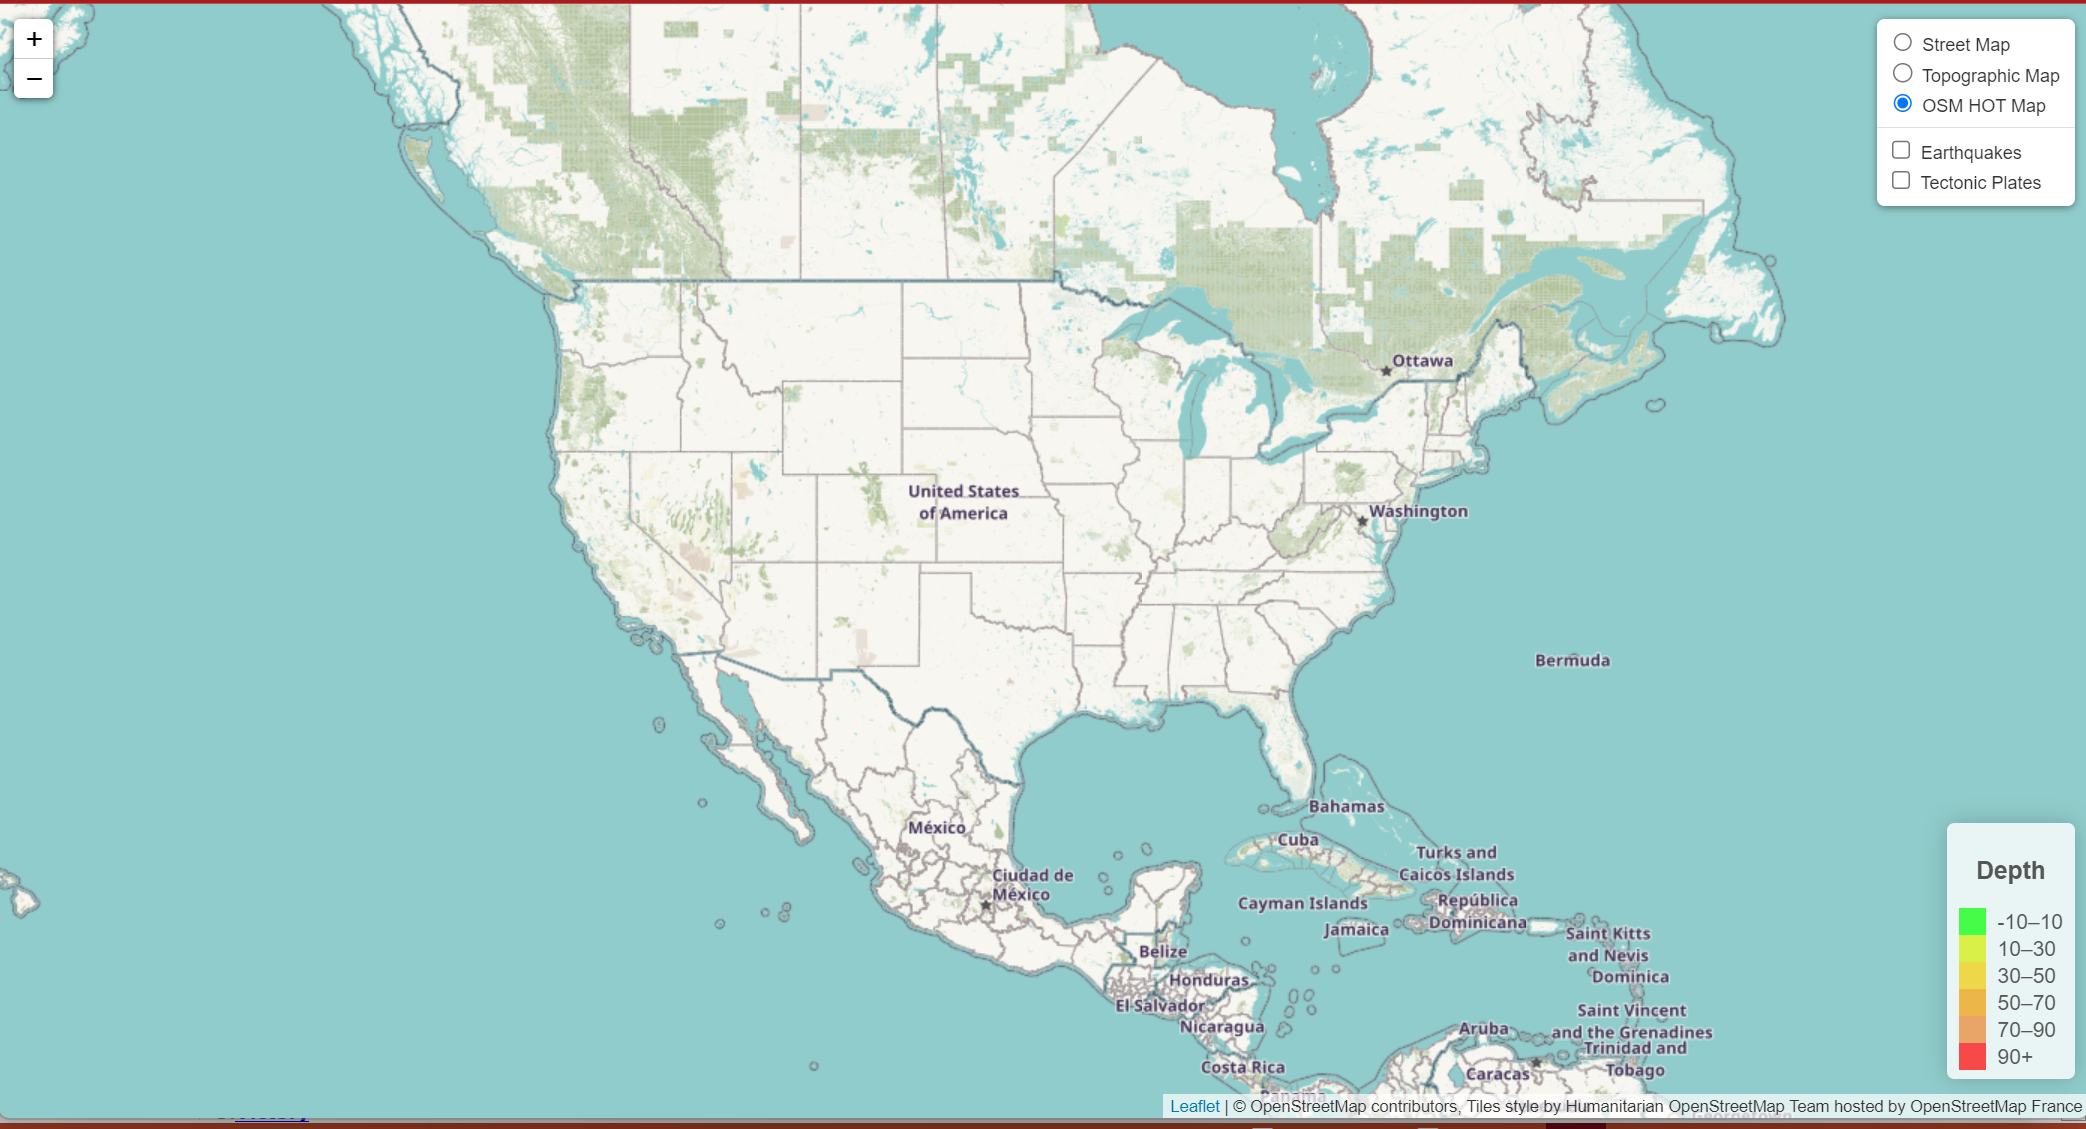 +
−
Street Map
Topographic Map
OSM HOT Map
Earthquakes
Tectonic Plates
Ottawa
United States
of America
Washington
Bermuda
Bahamas
México
Cuba
Turks and
Caicos Islands
Ciudad de
México
Cayman Islands
República
Dominicana
Jamaica
Saint Kitts
and Nevis
Belize
Dominica
Honduras
El Salvador
Nicaragua
Saint Vincent
and the Grenadines
Aruba
Trinidad and
Tobago
Costa Rica
Caracas
Panamá
Depth
-10–10
10–30
30–50
50–70
70–90
90+
Leaflet | © OpenStreetMap contributors, Tiles style by Humanitarian OpenStreetMap Team hosted by OpenStreetMap France